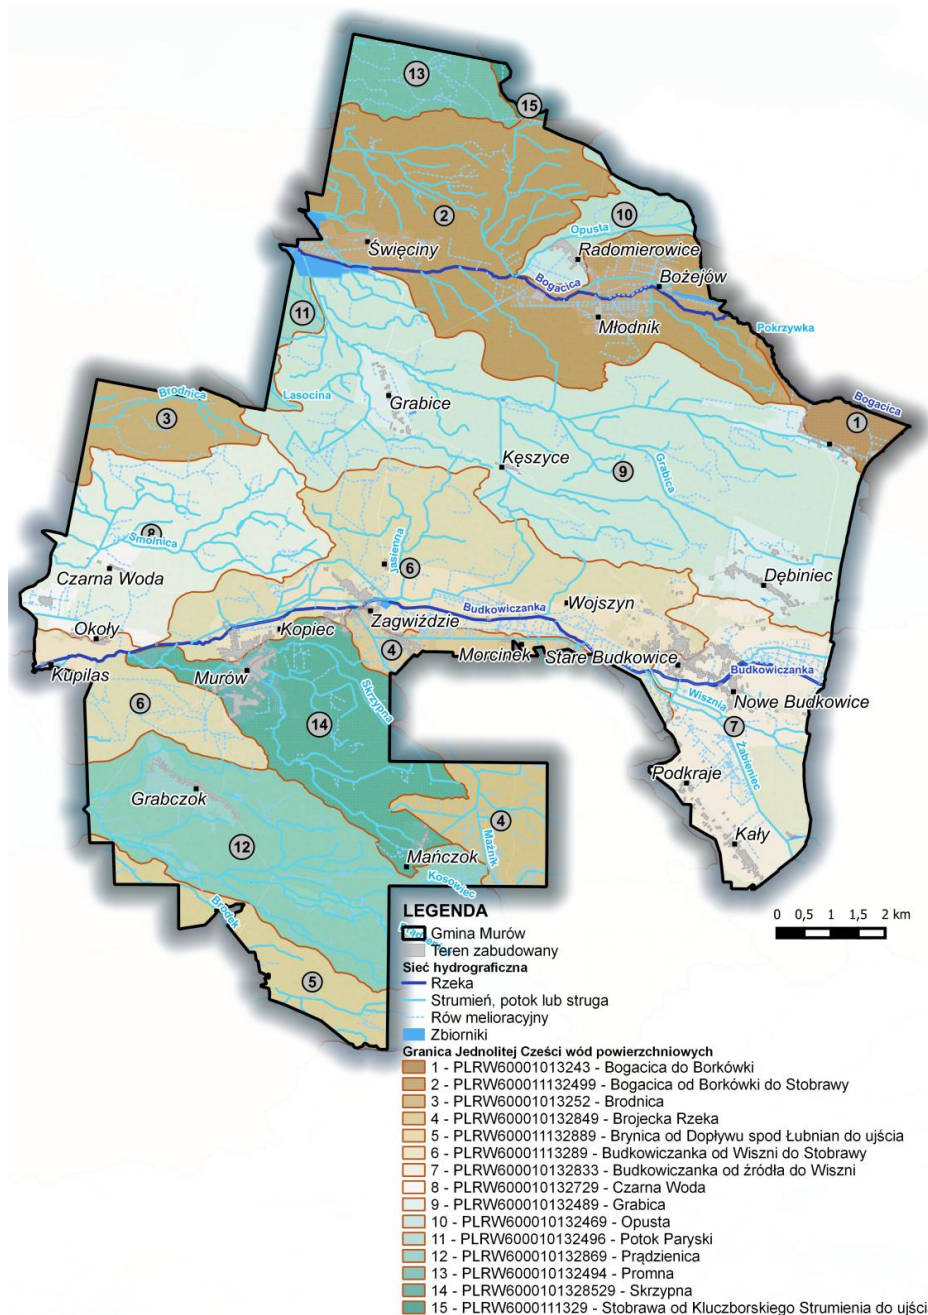 13
15
2
10
Opusta
Święciny
Radomierowice
Bogacica
Bożejów
11
Młodnik
Pokrzywka
Brodnica
Lasocina
3
Grabice
Bogacica
1
Kęszyce
9
Grabica
8
Smolnica
Jasienna
6
Czarna Woda
Dębiniec
Budkowiczanka
Wojszyn
Zagwiździe
Okoły
Kopiec
4
Morcinek
Stare Budkowice
Budkowiczanka
Kupilas
Murów
Skrzypna
Wisznia
Nowe Budkowice
6
14
7
Żabieniec
Podkraje
Grabczok
4
Maźnik
12
Kały
Mańczok
Kosowiec
Brodek
5
LEGENDA
Gmina Murów
Teren zabudowany
Sieć hydrograficzna
Rzeka
Strumień, potok lub struga
Rów melioracyjny
Zbiorniki
0 0,5 1 1,5 2 km
Granica Jednolitej Cześci wód powierzchniowych
1 - PLRW60001013243 - Bogacica do Borkówki
2 - PLRW600011132499 - Bogacica od Borkówki do Stobrawy
3 - PLRW60001013252 - Brodnica
4 - PLRW600010132849 - Brojecka Rzeka
5 - PLRW600011132889 - Brynica od Dopływu spod Łubnian do ujścia
6 - PLRW60001113289 - Budkowiczanka od Wiszni do Stobrawy
7 - PLRW600010132833 - Budkowiczanka od źródła do Wiszni
8 - PLRW600010132729 - Czarna Woda
9 - PLRW600010132489 - Grabica
10 - PLRW600010132469 - Opusta
11 - PLRW600010132496 - Potok Paryski
12 - PLRW600010132869 - Prądzienica
13 - PLRW600010132494 - Promna
14 - PLRW6000101328529 - Skrzypna
15 - PLRW6000111329 - Stobrawa od Kluczborskiego Strumienia do ujści